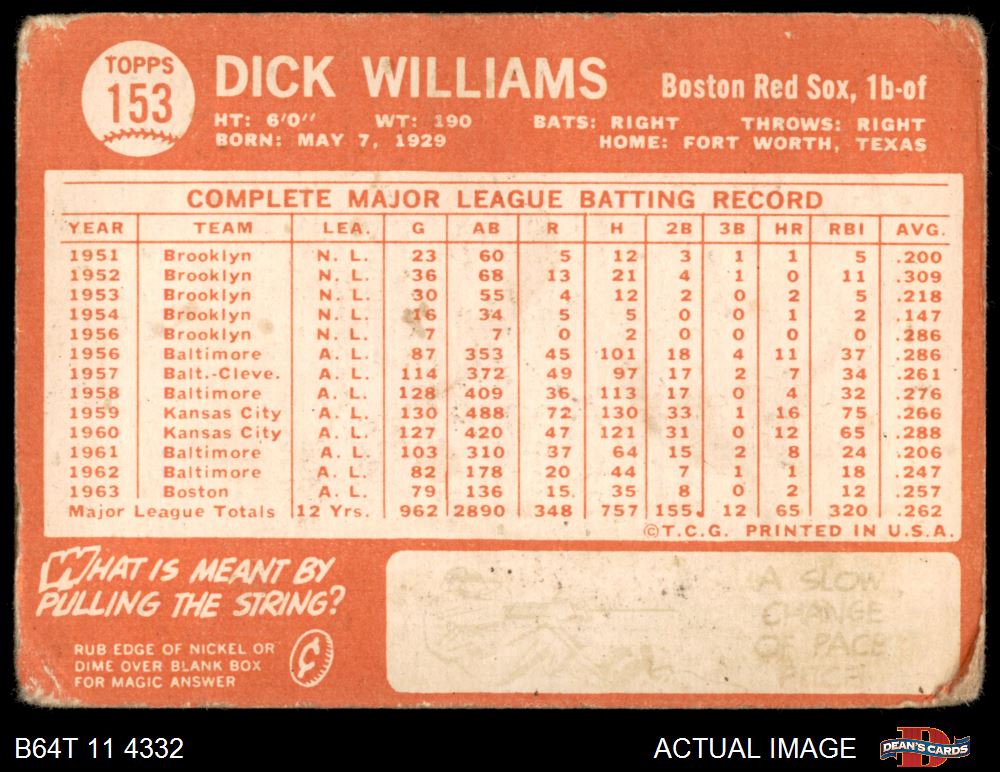 TOPPS
153
DICK WILLIAMS
Boston Red Sox, 1b-of
HT: 6'0" WT: 190 BATS: RIGHT THROWS: RIGHT
BORN: MAY 7, 1929 HOME: FORT WORTH, TEXAS
COMPLETE MAJOR LEAGUE BATTING RECORD
YEAR TEAM LEA. G AB R H 2B 3B HR RBI AVG.
1951 Brooklyn N. L. 23 60 5 12 3 1 1 5 .200
1952 Brooklyn N. L. 36 68 13 21 4 1 0 11 .309
1953 Brooklyn N. L. 30 55 4 12 2 0 2 5 .218
1954 Brooklyn N. L. 16 34 5 5 0 0 1 2 .147
1956 Brooklyn N. L. 7 7 0 2 0 0 0 0 .286
1956 Baltimore A. L. 87 353 45 101 18 4 11 37 .286
1957 Balt.-Cleve. A. L. 114 372 49 97 17 2 7 34 .261
1958 Baltimore A. L. 128 409 36 113 17 0 4 32 .276
1959 Kansas City A. L. 130 488 72 130 33 1 16 75 .266
1960 Kansas City A. L. 127 420 47 121 31 0 12 65 .288
1961 Baltimore A. L. 103 310 37 64 15 2 8 24 .206
1962 Baltimore A. L. 82 178 20 44 7 1 1 18 .247
1963 Boston A. L. 79 136 15 35 8 0 2 12 .257
Major League Totals 12 Yrs. 962 2890 348 757 155 12 65 320 .262
©T.C.G. PRINTED IN U.S.A.
WHAT IS MEANT BY
PULLING THE STRING?
RUB EDGE OF NICKEL OR
DIME OVER BLANK BOX
FOR MAGIC ANSWER
¢
A SLOW
CHANGE
OF PACE
B64T 11 4332
ACTUAL IMAGE
DEAN'S CARDS